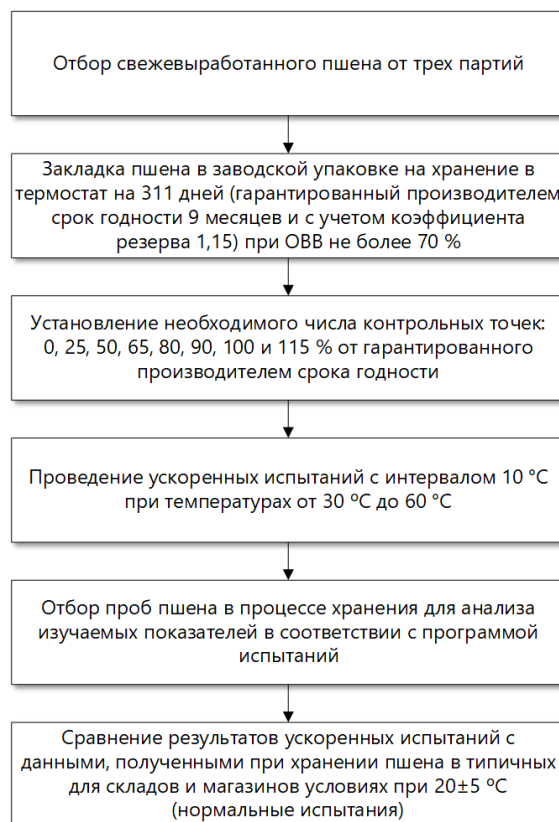 Отбор свежевыработанного пшена от трех партий
Закладка пшена в заводской упаковке на хранение в
термостат на 311 дней (гарантированный производителем
срок годности 9 месяцев и с учетом коэффициента
резерва 1,15) при ОВВ не более 70 %
Установление необходимого числа контрольных точек:
0, 25, 50, 65, 80, 90, 100 и 115 % от гарантированного
производителем срока годности
Проведение ускоренных испытаний с интервалом 10 °С
при температурах от 30 ºС до 60 °С
Отбор проб пшена в процессе хранения для анализа
изучаемых показателей в соответствии с программой
испытаний
Сравнение результатов ускоренных испытаний с
данными, полученными при хранении пшена в типичных
для складов и магазинов условиях при 20±5 ºС
(нормальные испытания)